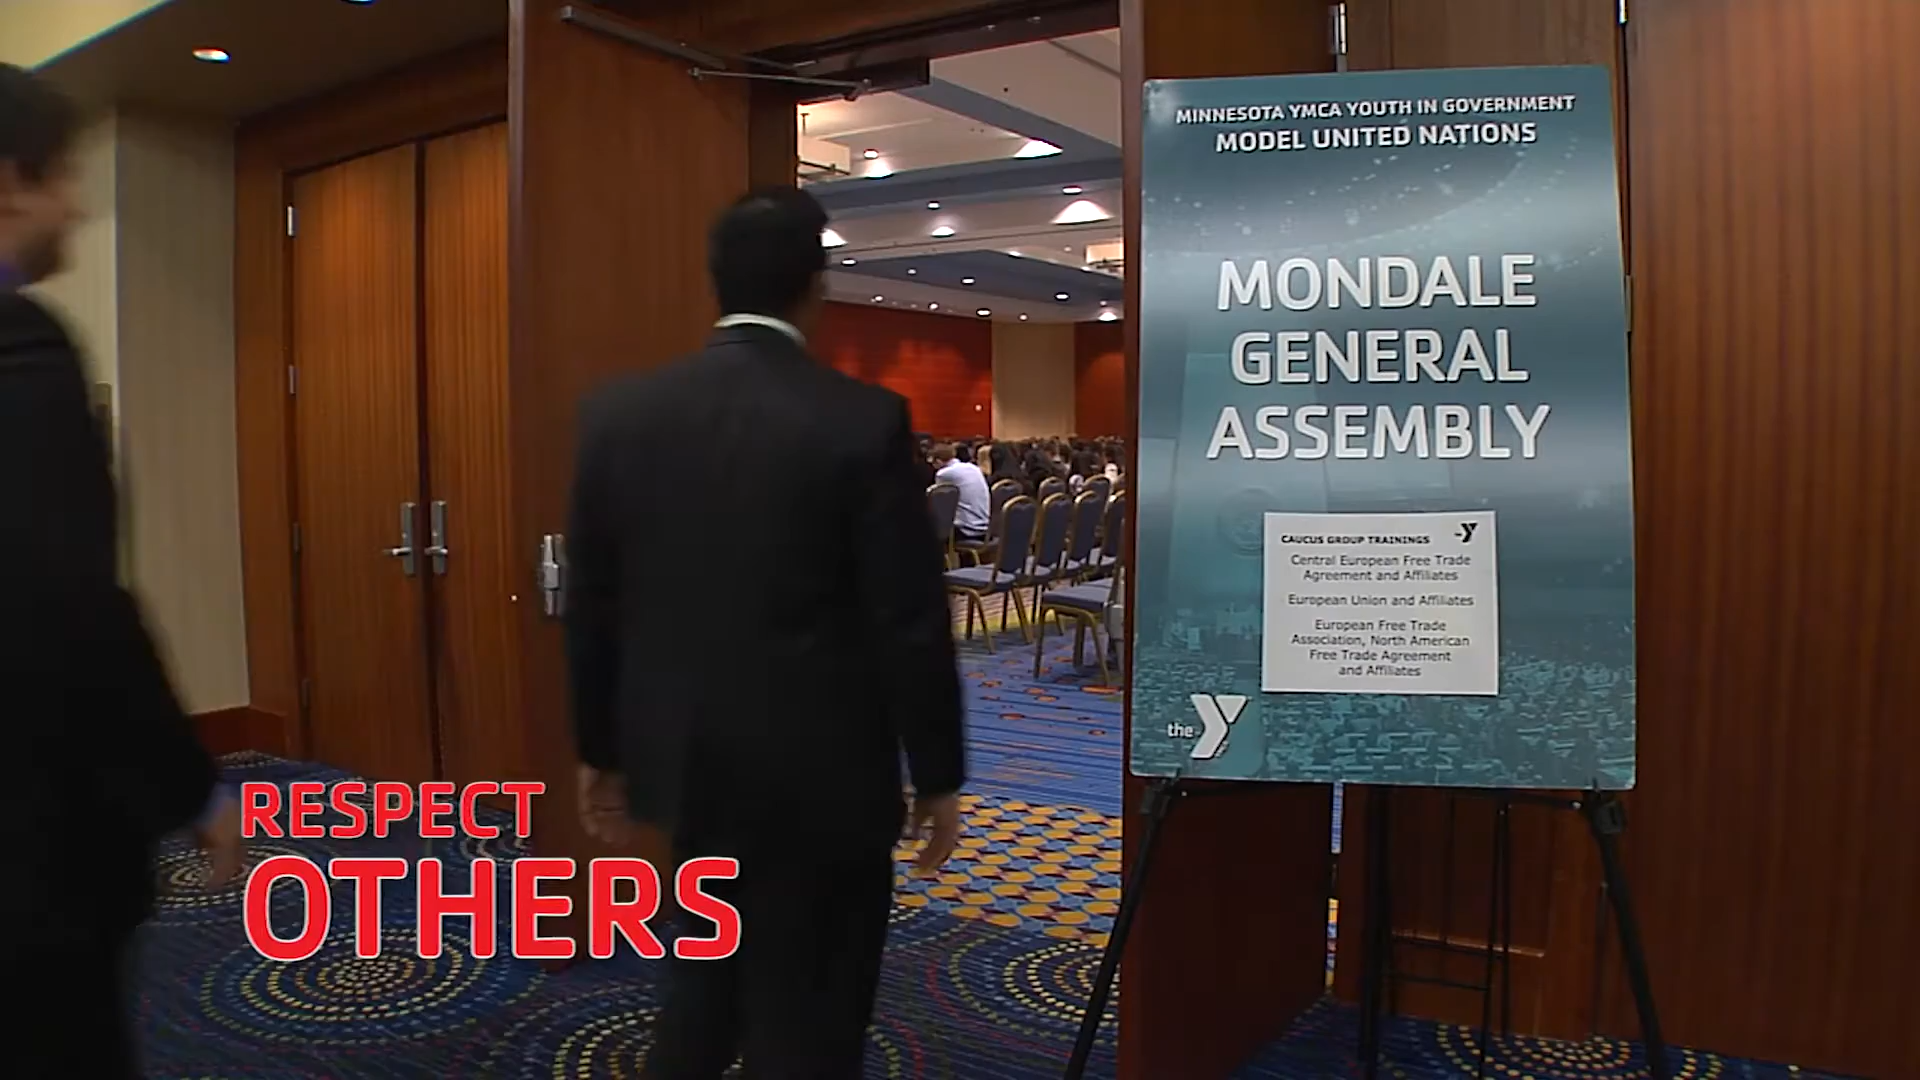 MINNESOTA YMCA YOUTH IN GOVERNMENT
MODEL UNITED NATIONS
MONDALE
GENERAL
ASSEMBLY
CAUCUS GROUP TRAININGS
Central European Free Trade
Agreement and Affiliates
European Union and Affiliates
European Free Trade
Association, North American
Free Trade Agreement
and Affiliates
the Y
RESPECT
OTHERS